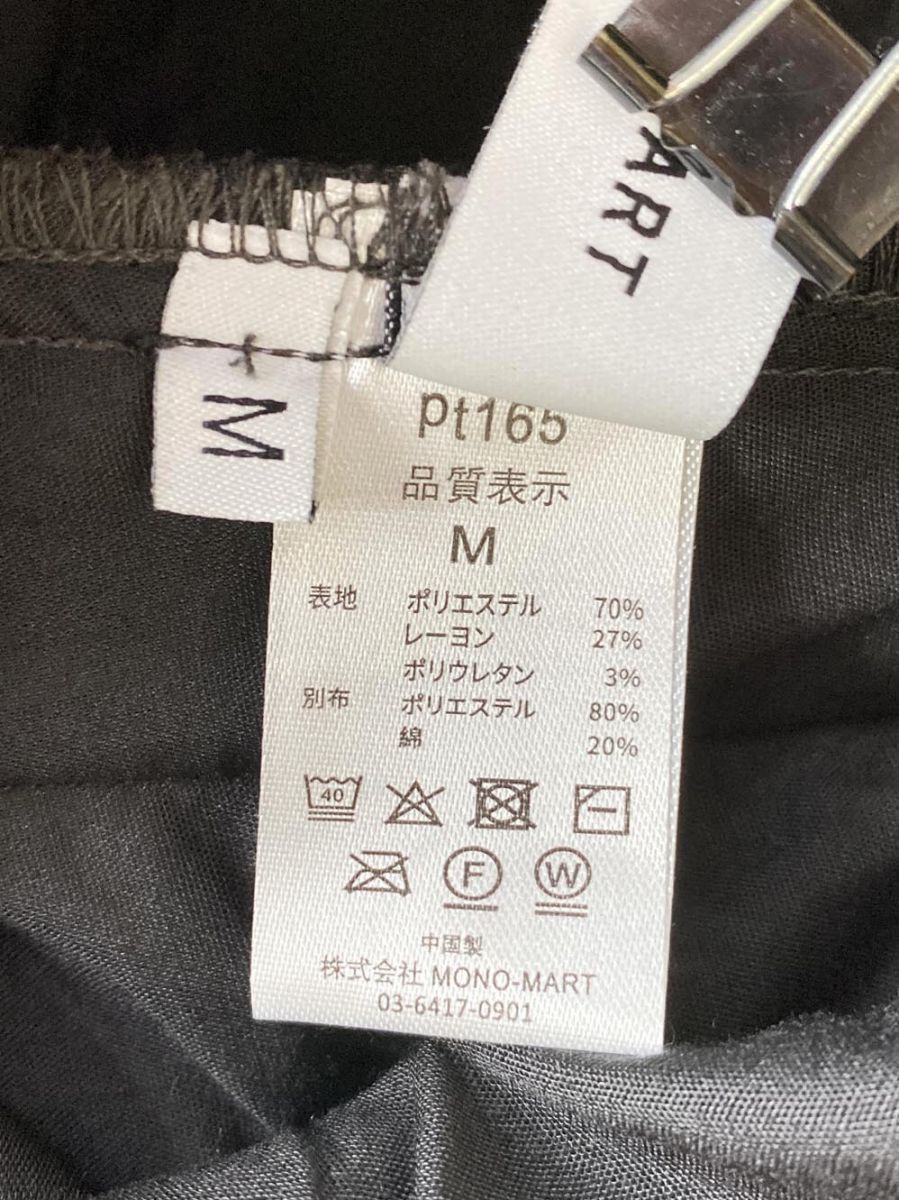 ART
M
pt165
品質表示
M
表地 ポリエステル 70%
レーヨン 27%
ポリウレタン 3%
別布 ポリエステル 80%
綿 20%
40
F W
中国製
株式会社 MONO-MART
03-6417-0901